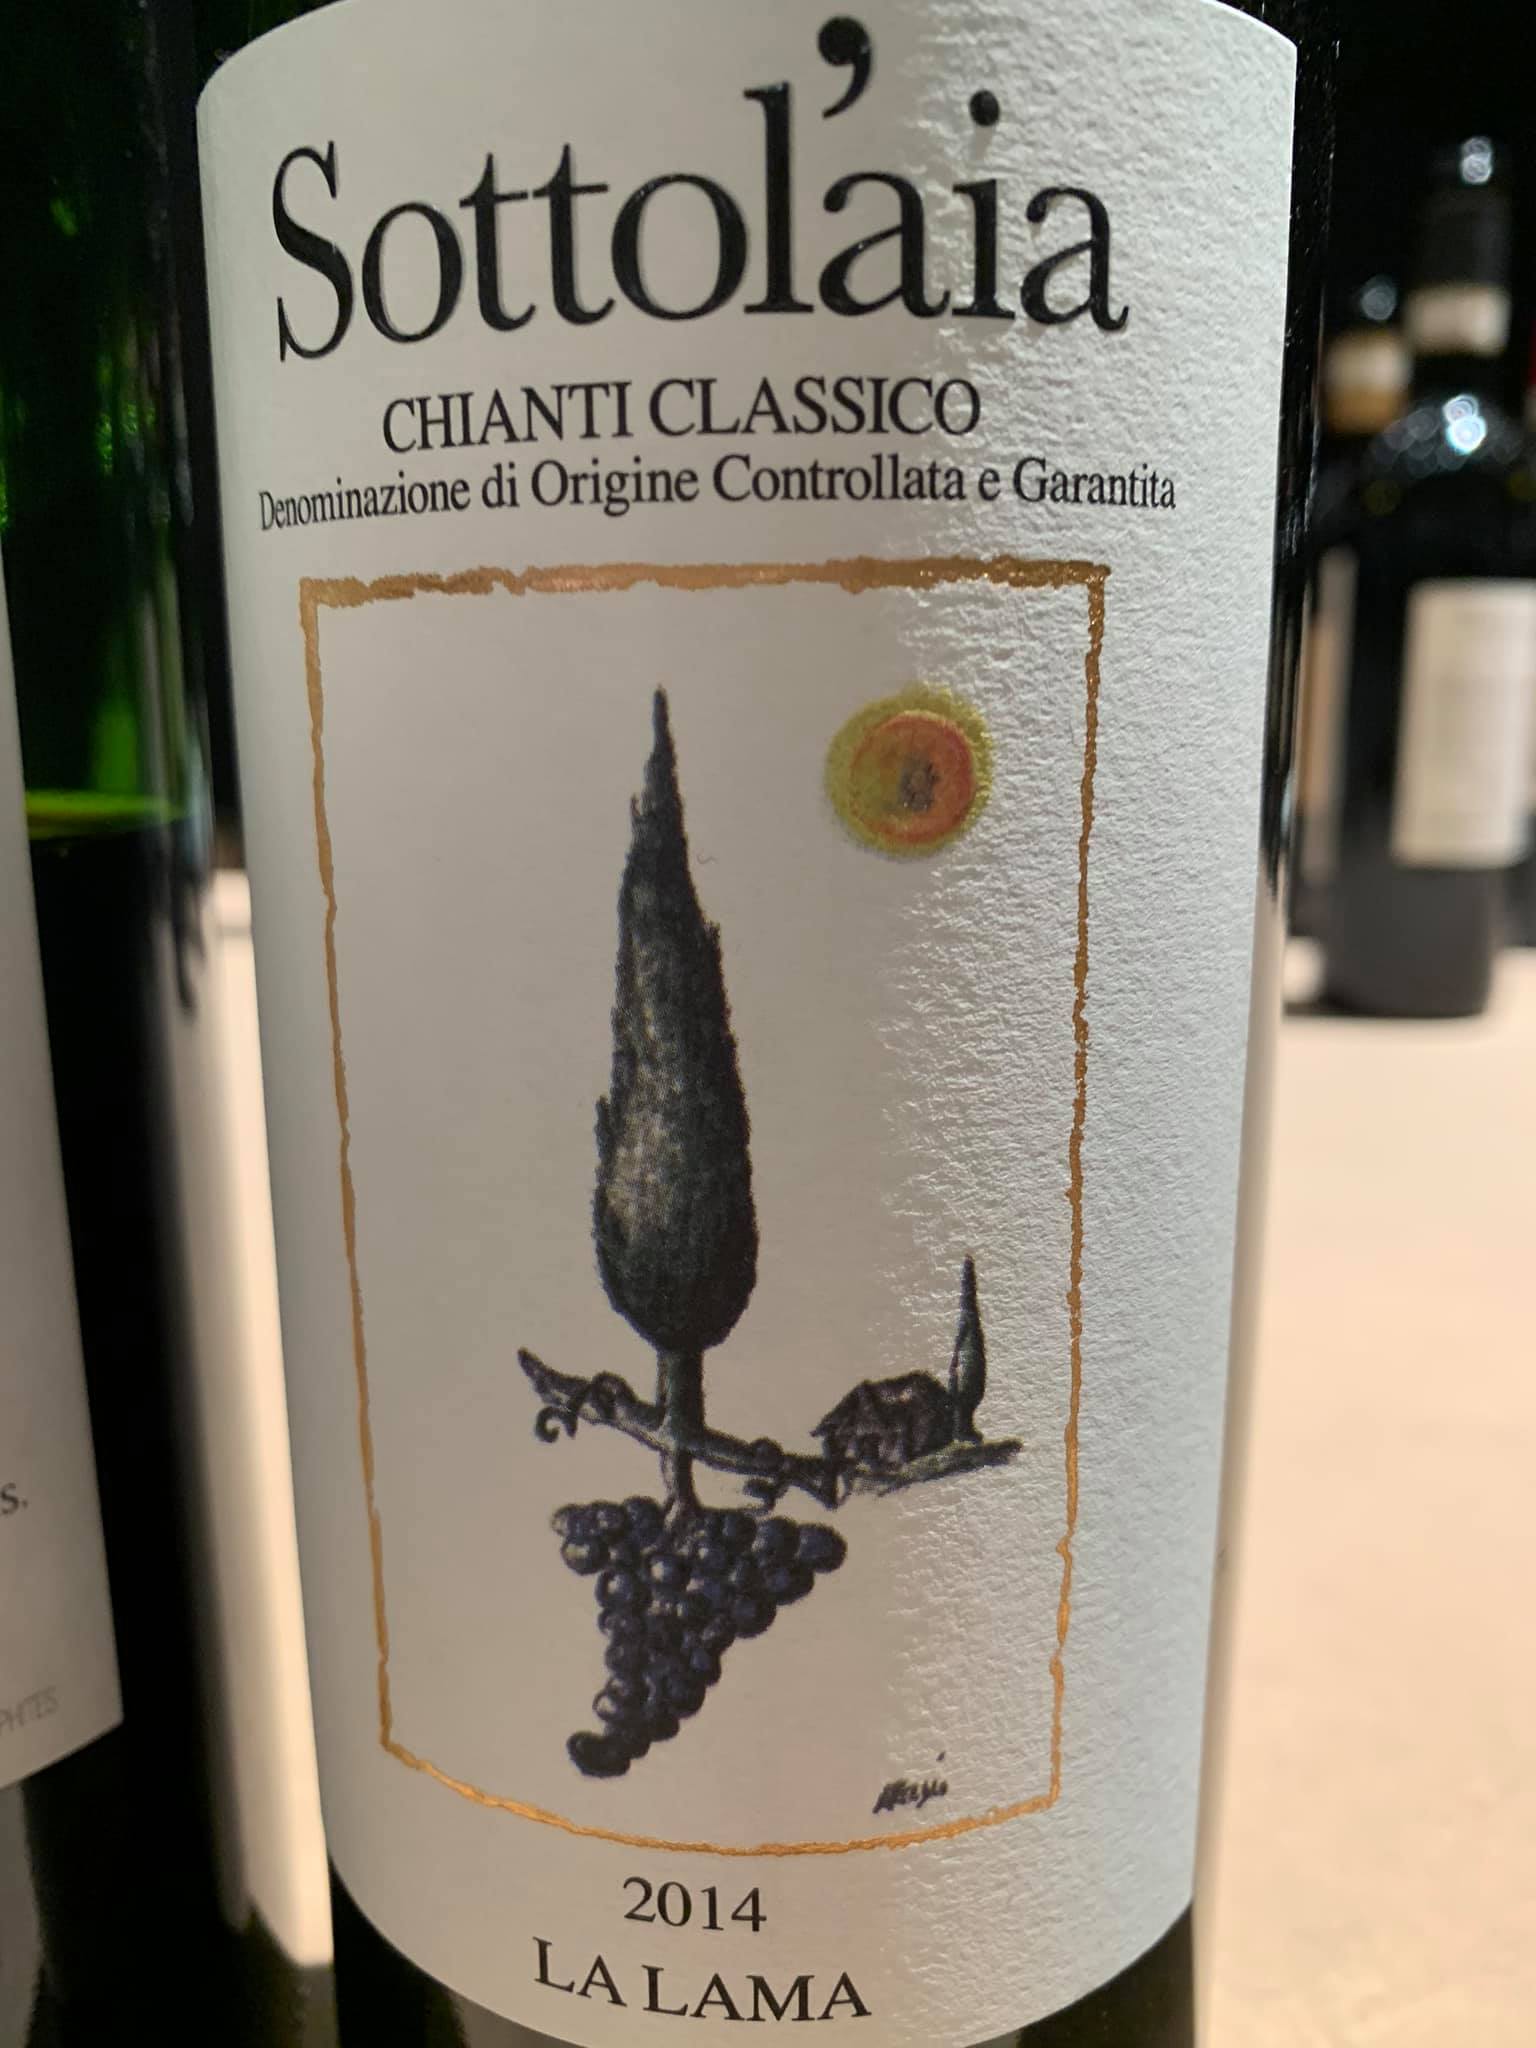 Sottol'aia
CHIANTI CLASSICO
Denominazione di Origine Controllata e Garantita
2014
LA LAMA
s.